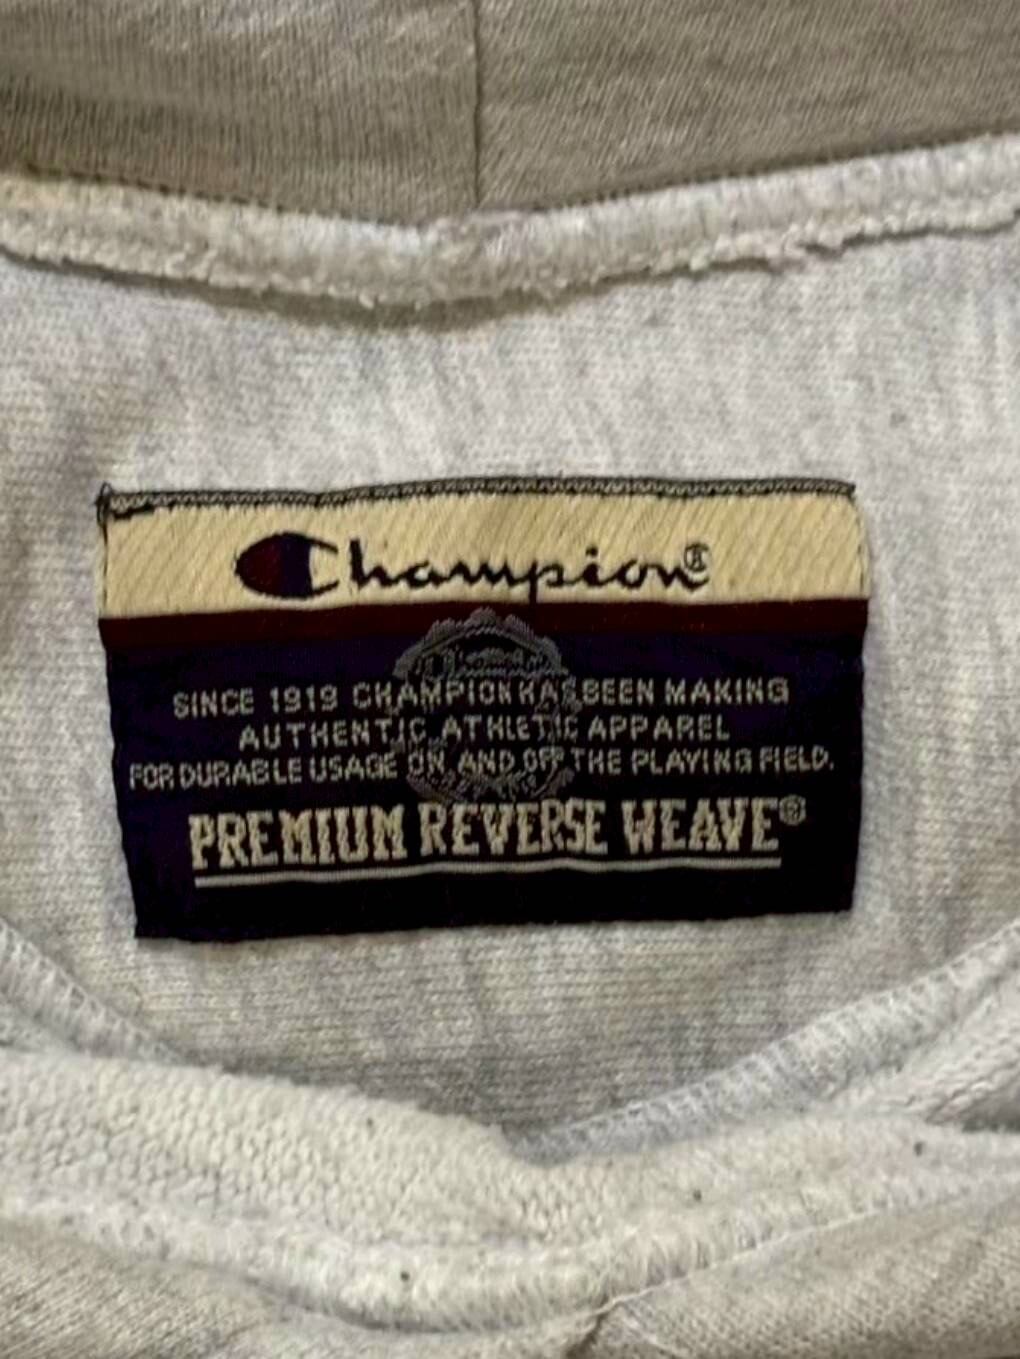 Champion®
Champion
SINCE 1919 CHAMPION HAS BEEN MAKING
AUTHENTIC ATHLETIC APPAREL
FOR DURABLE USAGE ON AND OFF THE PLAYING FIELD.
PREMIUM REVERSE WEAVE®